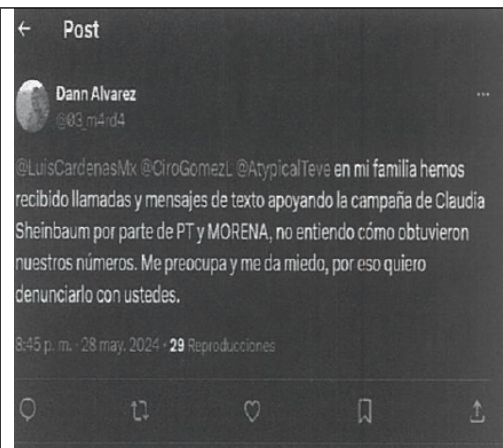 ← Post
Dann Alvarez
@03_m4rd4
@LuisCardenasMx @CiroGomezL @AtypicalTeve en mi familia hemos
recibido llamadas y mensajes de texto apoyando la campaña de Claudia
Sheinbaum por parte de PT y MORENA, no entiendo cómo obtuvieron
nuestros números. Me preocupa y me da miedo, por eso quiero
denunciarlo con ustedes.
8:45 p. m. · 28 may. 2024 · 29 Reproducciones